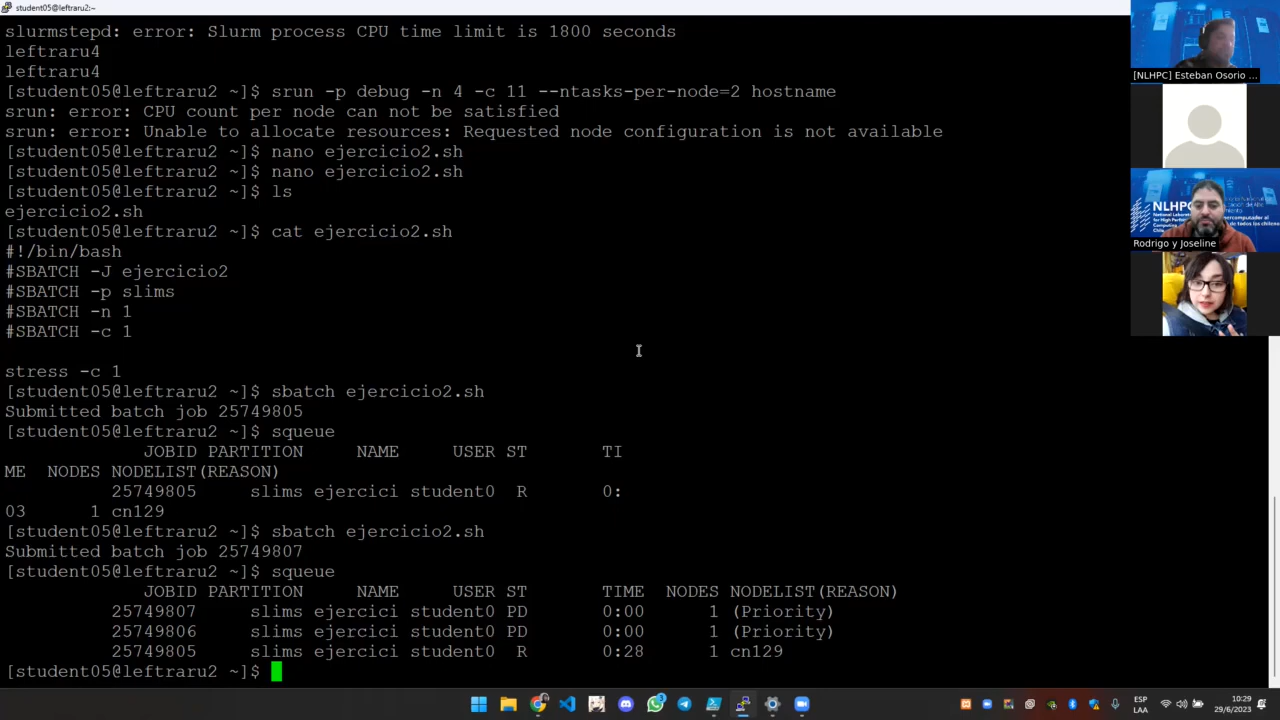 student05@leftraru2:~
slurmstepd: error: Slurm process CPU time limit is 1800 seconds
leftraru4
leftraru4
[student05@leftraru2 ~]$ srun -p debug -n 4 -c 11 --ntasks-per-node=2 hostname
srun: error: CPU count per node can not be satisfied
srun: error: Unable to allocate resources: Requested node configuration is not available
[student05@leftraru2 ~]$ nano ejercicio2.sh
[student05@leftraru2 ~]$ nano ejercicio2.sh
[student05@leftraru2 ~]$ ls
ejercicio2.sh
[student05@leftraru2 ~]$ cat ejercicio2.sh
#!/bin/bash
#SBATCH -J ejercicio2
#SBATCH -p slims
#SBATCH -n 1
#SBATCH -c 1
stress -c 1
[student05@leftraru2 ~]$ sbatch ejercicio2.sh
Submitted batch job 25749805
[student05@leftraru2 ~]$ squeue
JOBID PARTITION NAME USER ST TI
ME NODES NODELIST(REASON)
25749805 slims ejercici student0 R 0:
03 1 cn129
[student05@leftraru2 ~]$ sbatch ejercicio2.sh
Submitted batch job 25749807
[student05@leftraru2 ~]$ squeue
JOBID PARTITION NAME USER ST TIME NODES NODELIST(REASON)
25749807 slims ejercici student0 PD 0:00 1 (Priority)
25749806 slims ejercici student0 PD 0:00 1 (Priority)
25749805 slims ejercici student0 R 0:28 1 cn129
[student05@leftraru2 ~]$
[NLHPC] Esteban Osorio ...
NLHPC
Rodrigo y Joseline
3
ESP
LAA
10:29
29/6/2023